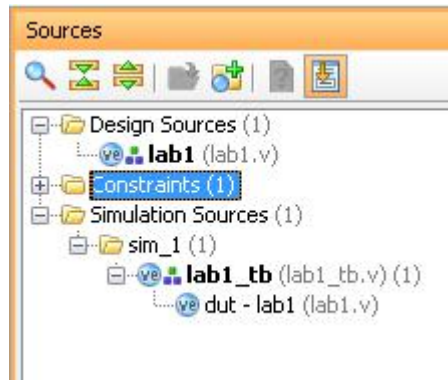 Sources
Design Sources (1)
lab1 (lab1.v)
Constraints (1)
Simulation Sources (1)
sim_1 (1)
lab1_tb (lab1_tb.v) (1)
dut - lab1 (lab1.v)